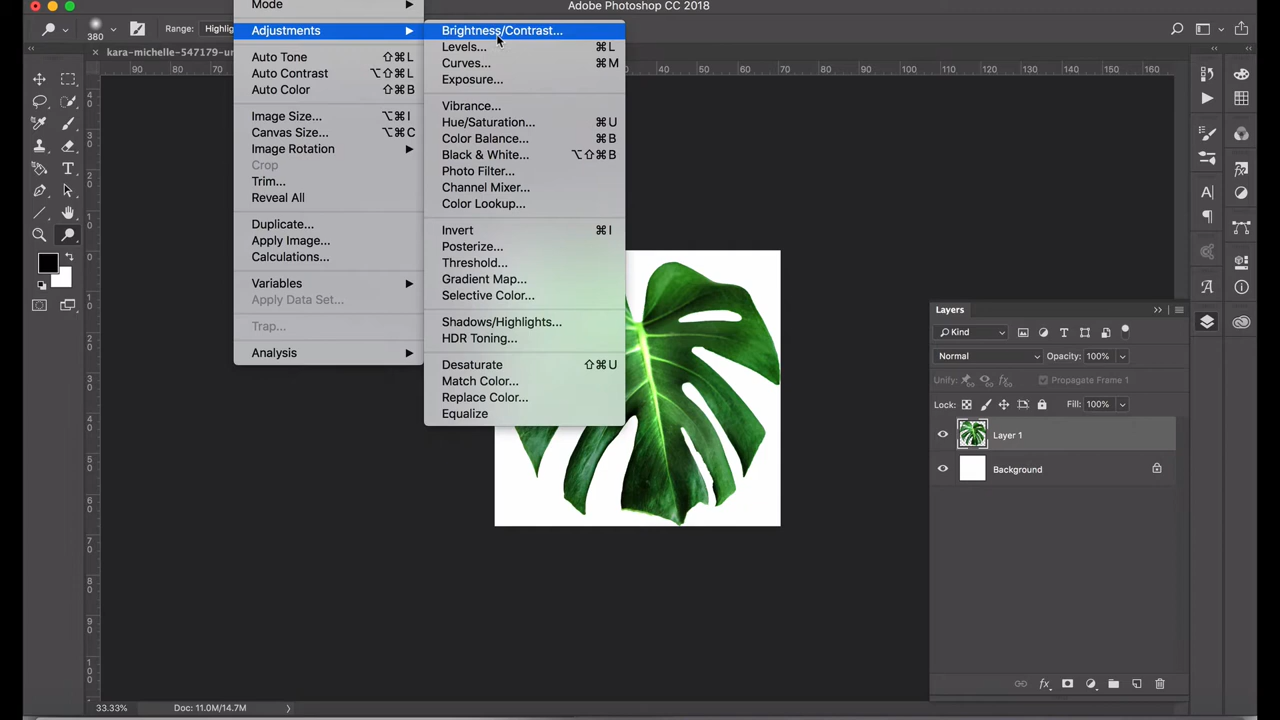 Adobe Photoshop CC 2018
Mode
380
Range:
Highlig
Adjustments
Brightness/Contrast...
kara-michelle-547179-un
Levels... ⌘L
Auto Tone ⇧⌘L
Curves... ⌘M
Auto Contrast ⌥⇧⌘L
Exposure...
Auto Color ⇧⌘B
Vibrance...
Image Size... ⌥⌘I
Hue/Saturation... ⌘U
Canvas Size... ⌥⌘C
Color Balance... ⌘B
Image Rotation
Black & White... ⌥⇧⌘B
Crop
Photo Filter...
Trim...
Channel Mixer...
Reveal All
Color Lookup...
Duplicate...
Invert ⌘I
Apply Image...
Posterize...
Calculations...
Threshold...
Variables
Gradient Map...
Apply Data Set...
Selective Color...
Trap...
Shadows/Highlights...
Analysis
HDR Toning...
Desaturate ⇧⌘U
Match Color...
Replace Color...
Equalize
90 40 50 60 70 80 90 100 110 120 130 140 150 160
Layers
Kind
Normal Opacity: 100%
Unify: Propagate Frame 1
Lock: Fill: 100%
Layer 1
Background
33.33% Doc: 11.0M/14.7M